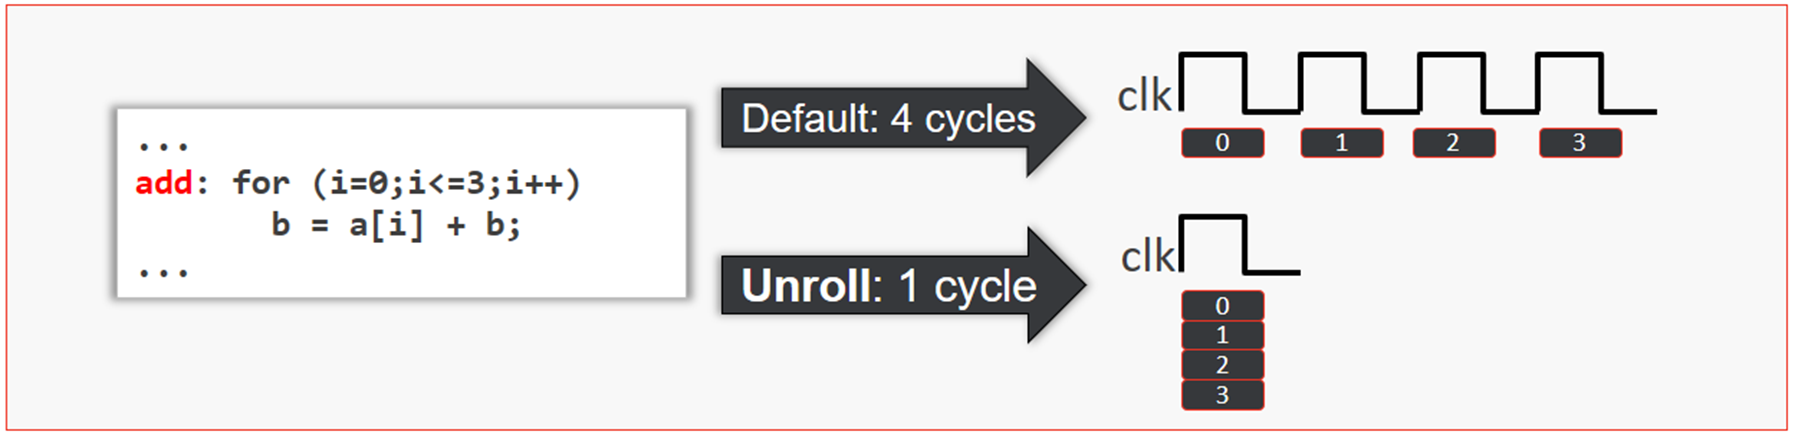 ...
add: for (i=0;i<=3;i++)
b = a[i] + b;
...
Default: 4 cycles
clk
0 1 2 3
Unroll: 1 cycle
clk
0
1
2
3